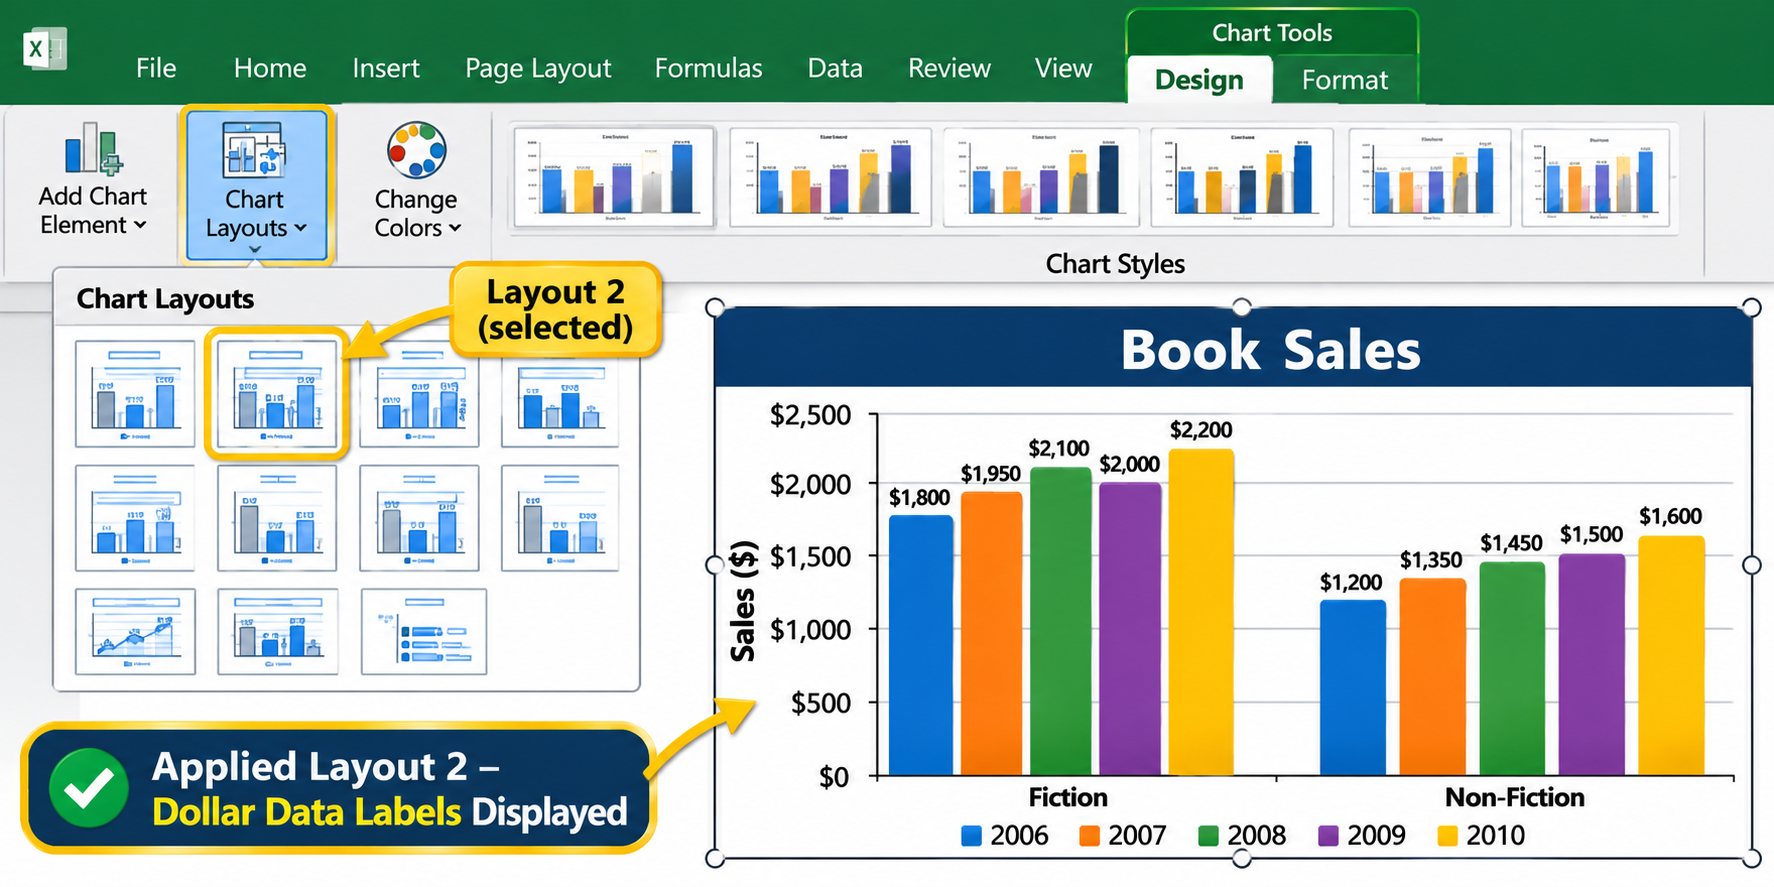 X
Chart Tools
File Home Insert Page Layout Formulas Data Review View Design Format
Add Chart
Element
Chart
Layouts
Change
Colors
Chart Styles
Chart Layouts
Layout 2
(selected)
Book Sales
Sales ($)
$2,500
$2,000
$1,500
$1,000
$500
$0
$1,800
$1,950
$2,100
$2,000
$2,200
$1,200
$1,350
$1,450
$1,500
$1,600
Fiction
Non-Fiction
2006 2007 2008 2009 2010
Applied Layout 2 –
Dollar Data Labels Displayed